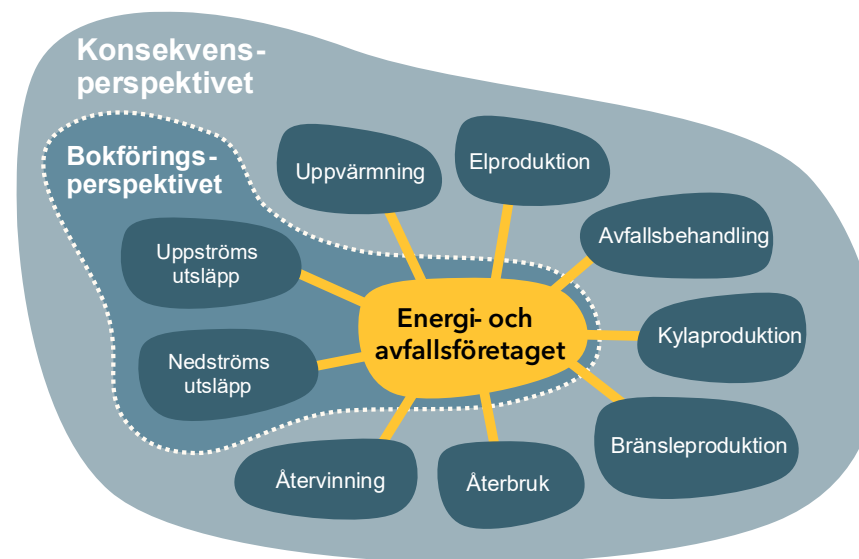 Konsekvens-
perspektivet
Bokförings-
perspektivet
Uppvärmning
Elproduktion
Avfallsbehandling
Uppströms
utsläpp
Energi- och
avfallsföretaget
Kylaproduktion
Nedströms
utsläpp
Bränsleproduktion
Återvinning
Återbruk